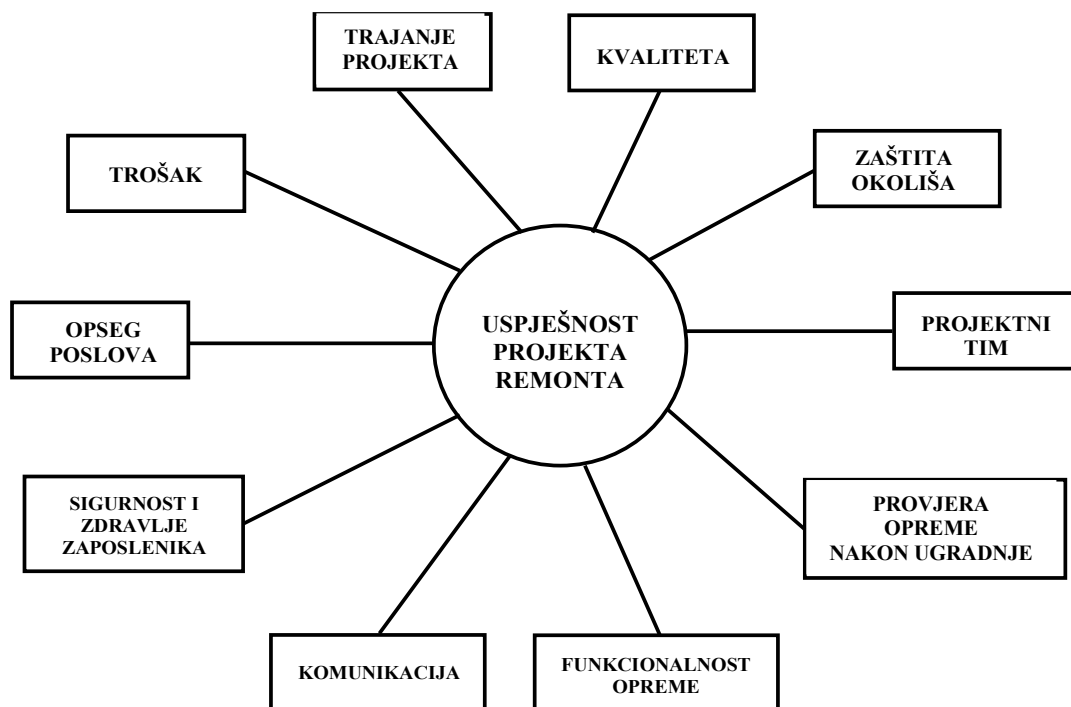 TRAJANJE
PROJEKTA
KVALITETA
TROŠAK
ZAŠTITA
OKOLIŠA
OPSEG
POSLOVA
USPJEŠNOST
PROJEKTA
REMONTA
PROJEKTNI
TIM
SIGURNOST I
ZDRAVLJE
ZAPOSLENIKA
PROVJERA
OPREME
NAKON UGRADNJE
KOMUNIKACIJA
FUNKCIONALNOST
OPREME